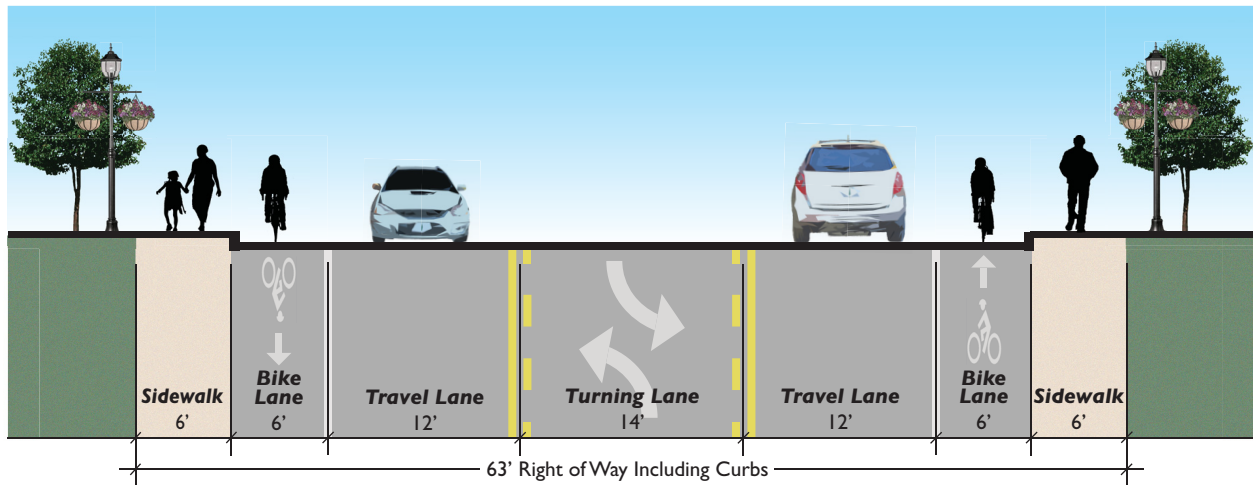 Sidewalk
6'
Bike
Lane
6'
Travel Lane
12'
Turning Lane
14'
Travel Lane
12'
Bike
Lane
6'
Sidewalk
6'
63' Right of Way Including Curbs